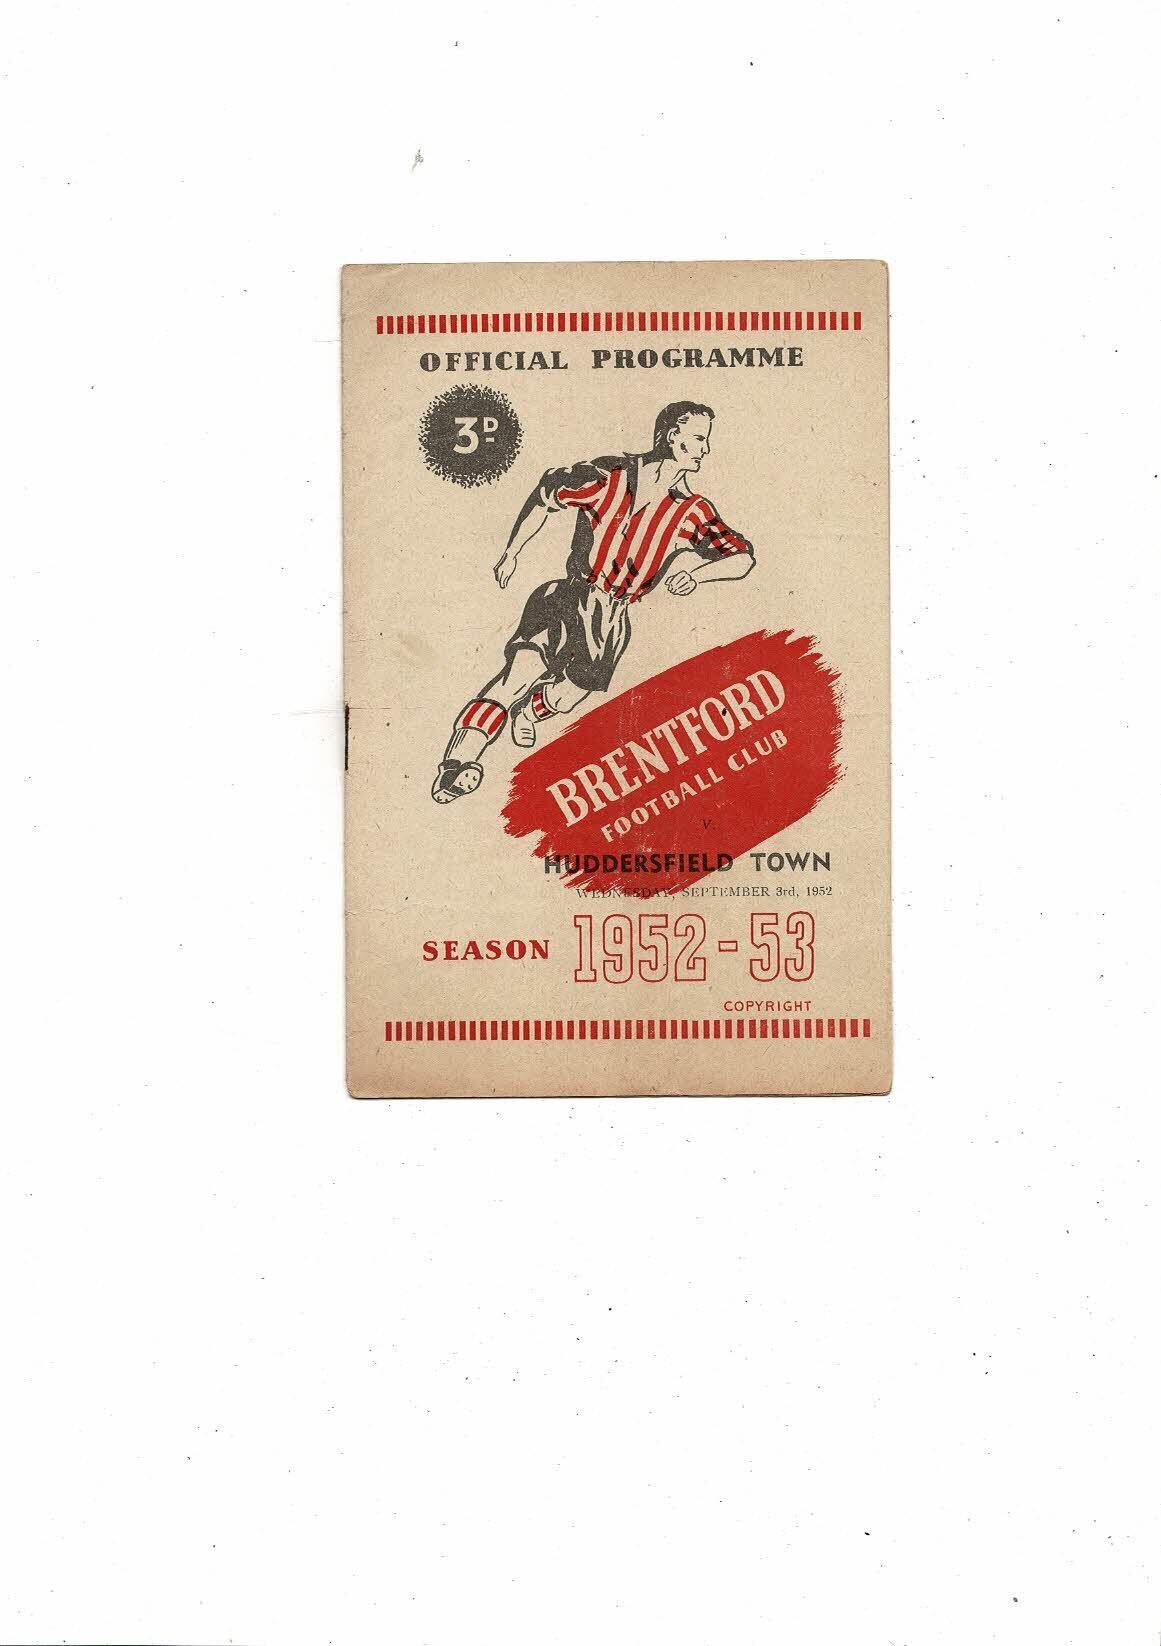 OFFICIAL PROGRAMME
3D
BRENTFORD
FOOTBALL CLUB
v.
HUDDERSFIELD TOWN
WEDNESDAY, SEPTEMBER 3rd, 1952
SEASON 1952-53
COPYRIGHT